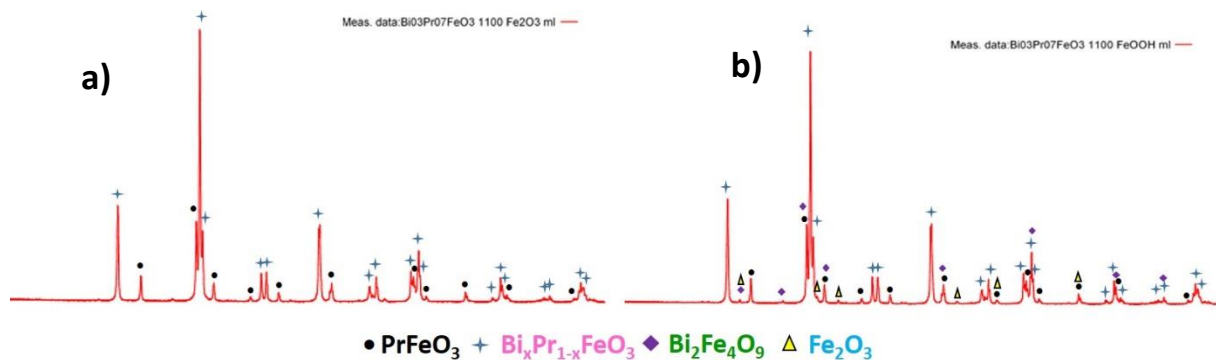 Meas. data:Bi03Pr07FeO3 1100 Fe2O3 ml
a)
Meas. data:Bi03Pr07FeO3 1100 FeOOH ml
b)
PrFeO₃ BiₓPr₁₋ₓFeO₃ Bi₂Fe₄O₉ Fe₂O₃